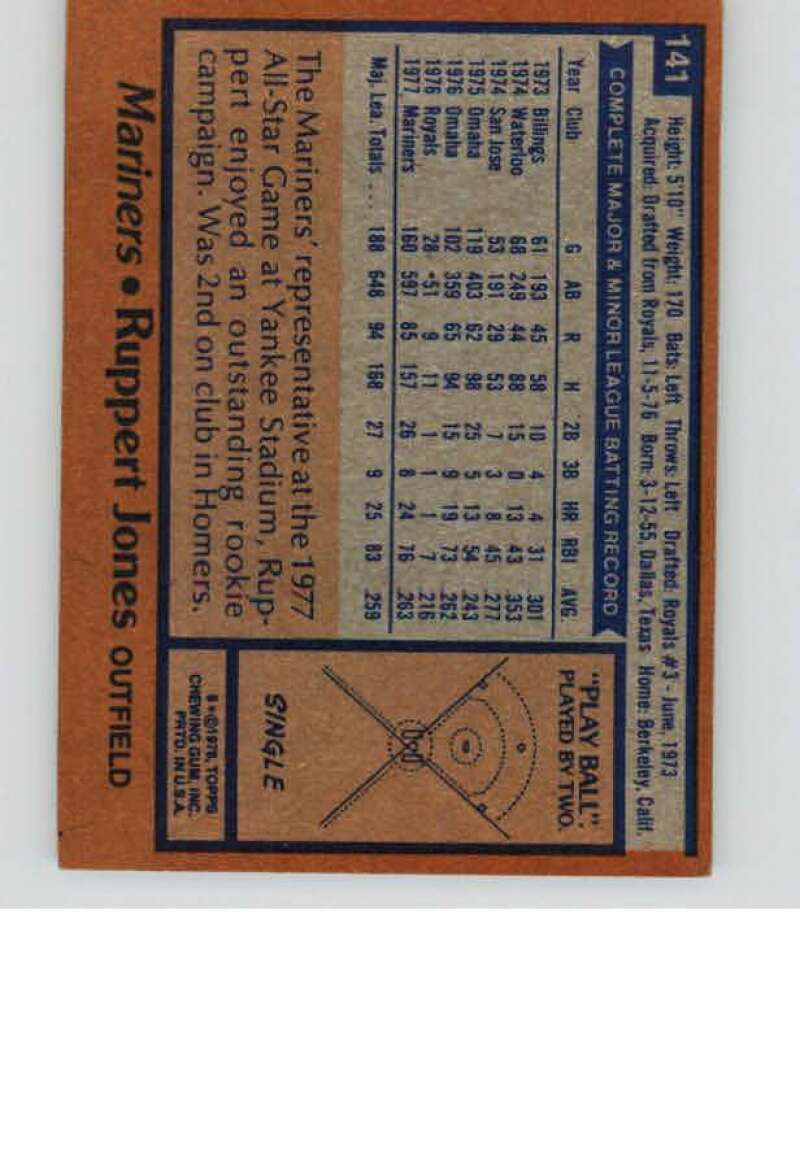 141
Height: 5'10" Weight: 170 Bats: Left Throws: Left Drafted: Royals #3 - June, 1973
Acquired: Drafted from Royals, 11-5-76 Born: 3-12-55, Dallas, Texas Home: Berkeley, Calif.
COMPLETE MAJOR & MINOR LEAGUE BATTING RECORD
Year Club G AB R H 2B 3B HR RBI AVG.
1973 Billings 61 193 45 58 10 4 4 31 301
1974 Waterloo 68 249 44 88 15 0 13 43 353
1974 San Jose 53 191 29 53 7 3 8 45 277
1975 Omaha 119 403 62 98 25 5 13 54 243
1976 Omaha 102 359 65 94 15 9 19 73 262
1976 Royals 28 51 9 11 1 1 1 7 216
1977 Mariners 160 597 85 157 26 8 24 76 263
Maj. Lea. Totals .... 188 648 94 168 27 9 25 83 259
The Mariners' representative at the 1977
All-Star Game at Yankee Stadium, Rup-
pert enjoyed an outstanding rookie
campaign. Was 2nd on club in Homers.
"PLAY BALL"
PLAYED BY TWO.
SINGLE
©1978, TOPPS
CHEWING GUM, INC.
PRTD. IN U.S.A.
Mariners • Ruppert Jones OUTFIELD